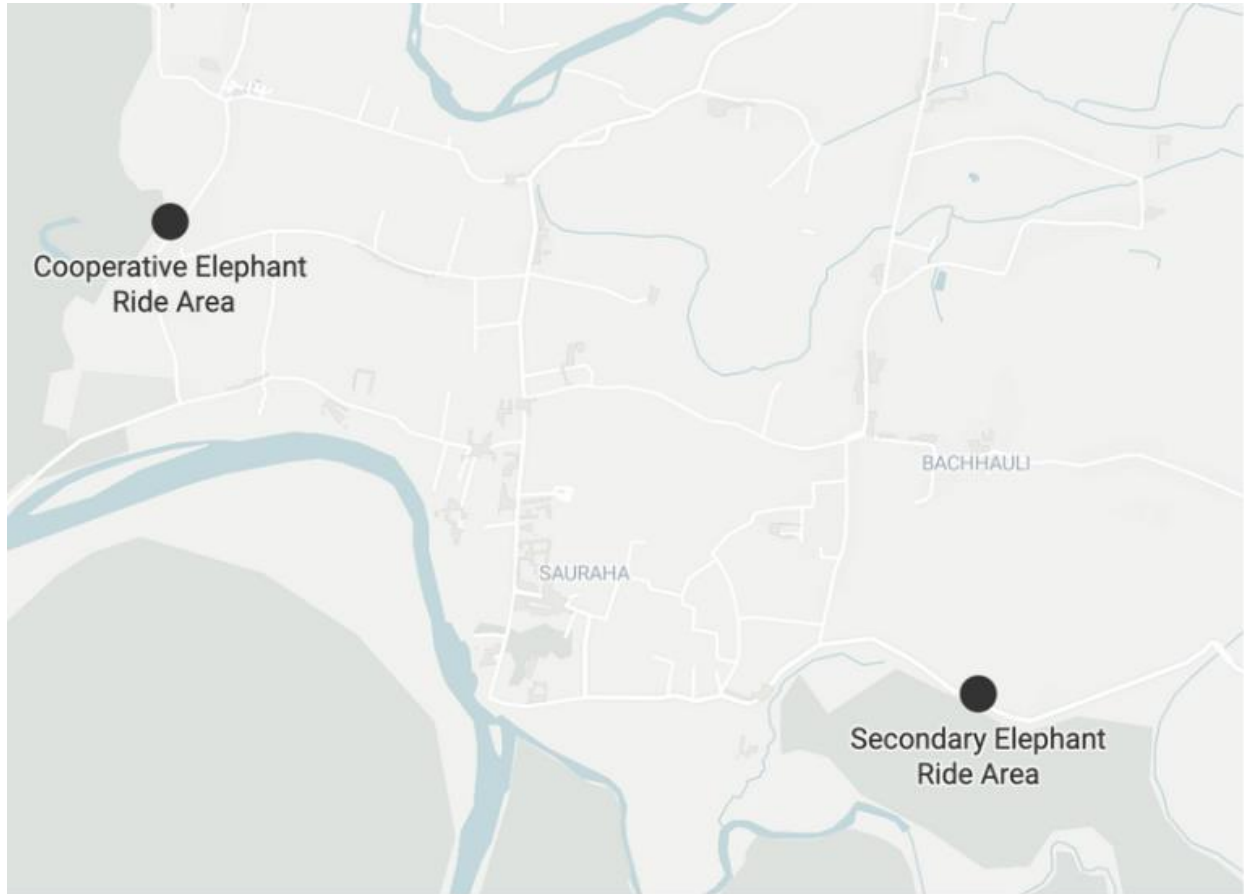 Cooperative Elephant
Ride Area
BACHHAULI
SAURAHA
Secondary Elephant
Ride Area